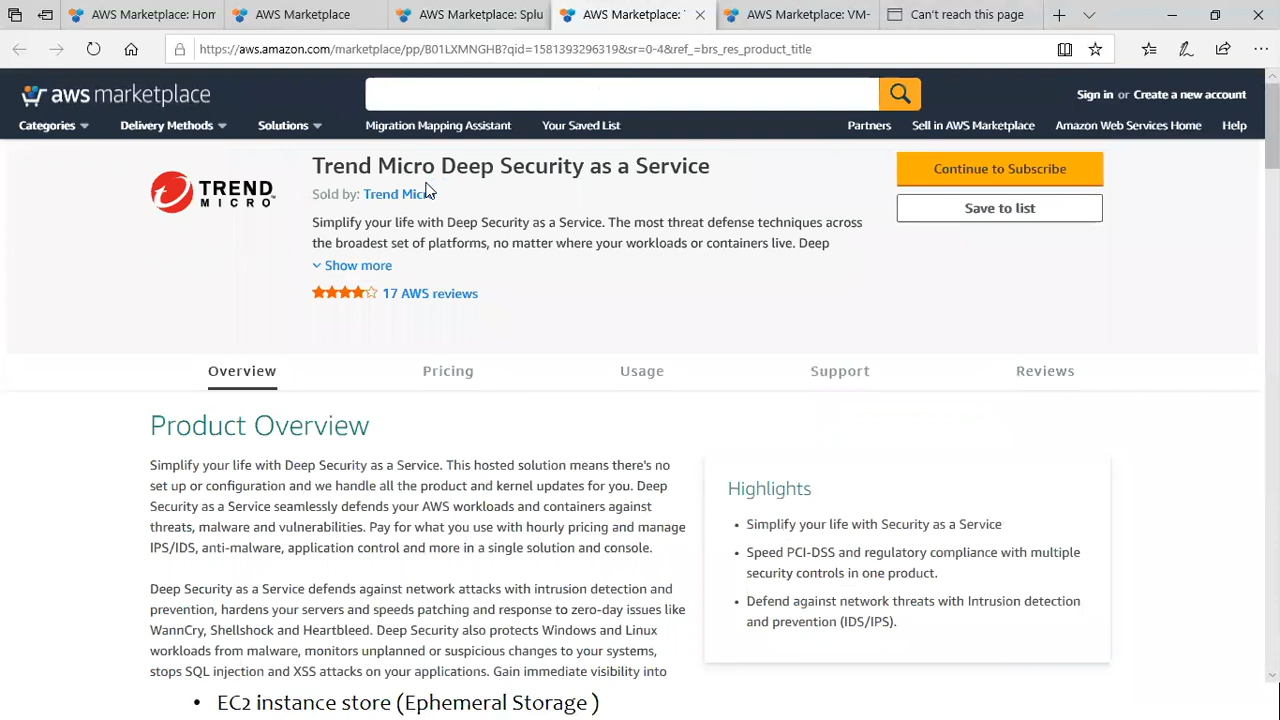 AWS Marketplace: Hom
AWS Marketplace
AWS Marketplace: Splu
AWS Marketplace:
AWS Marketplace: VM-
Can't reach this page
https://aws.amazon.com/marketplace/pp/B01LXMNGHB?qid=1581393296319&sr=0-4&ref_=brs_res_product_title
aws marketplace
Sign in or Create a new account
Categories
Delivery Methods
Solutions
Migration Mapping Assistant
Your Saved List
Partners
Sell in AWS Marketplace
Amazon Web Services Home
Help
TREND
MICRO
Trend Micro Deep Security as a Service
Sold by: Trend Micro
Simplify your life with Deep Security as a Service. The most threat defense techniques across
the broadest set of platforms, no matter where your workloads or containers live. Deep
Show more
17 AWS reviews
Continue to Subscribe
Save to list
Overview
Pricing
Usage
Support
Reviews
Product Overview
Simplify your life with Deep Security as a Service. This hosted solution means there's no
set up or configuration and we handle all the product and kernel updates for you. Deep
Security as a Service seamlessly defends your AWS workloads and containers against
threats, malware and vulnerabilities. Pay for what you use with hourly pricing and manage
IPS/IDS, anti-malware, application control and more in a single solution and console.
Deep Security as a Service defends against network attacks with intrusion detection and
prevention, hardens your servers and speeds patching and response to zero-day issues like
WannCry, Shellshock and Heartbleed. Deep Security also protects Windows and Linux
workloads from malware, monitors unplanned or suspicious changes to your systems,
stops SQL injection and XSS attacks on your applications. Gain immediate visibility into
Highlights
• Simplify your life with Security as a Service
• Speed PCI-DSS and regulatory compliance with multiple
security controls in one product.
• Defend against network threats with Intrusion detection
and prevention (IDS/IPS).
• EC2 instance store (Ephemeral Storage )